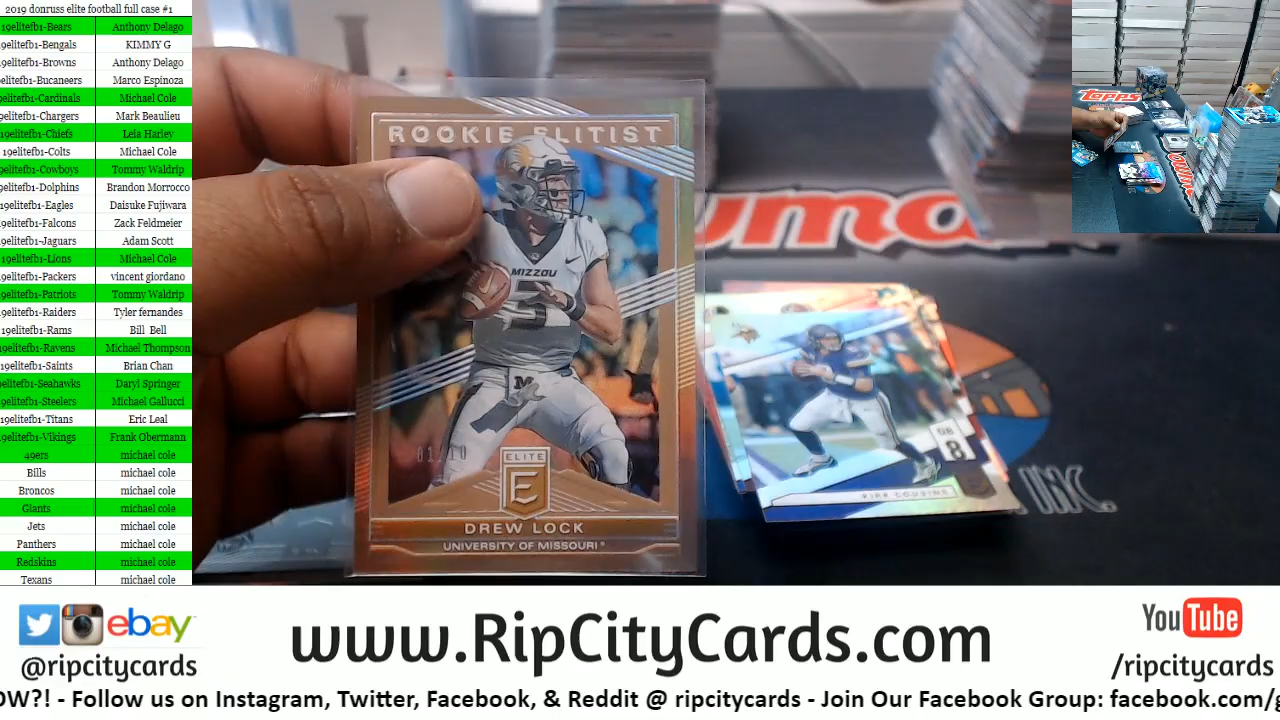 2019 donruss elite football full case #1
19elitefb1-Bears Anthony Delago
19elitefb1-Bengals KIMMY G
19elitefb1-Browns Anthony Delago
9elitefb1-Bucaneers Marco Espinoza
9elitefb1-Cardinals Michael Cole
9elitefb1-Chargers Mark Beaulieu
19elitefb1-Chiefs Leia Harley
19elitefb1-Colts Michael Cole
9elitefb1-Cowboys Tommy Waldrip
19elitefb1-Dolphins Brandon Morrocco
19elitefb1-Eagles Daisuke Fujiwara
19elitefb1-Falcons Zack Feldmeier
19elitefb1-Jaguars Adam Scott
19elitefb1-Lions Michael Cole
19elitefb1-Packers vincent giordano
19elitefb1-Patriots Tommy Waldrip
19elitefb1-Raiders Tyler fernandes
19elitefb1-Rams Bill Bell
19elitefb1-Ravens Michael Thompson
19elitefb1-Saints Brian Chan
9elitefb1-Seahawks Daryl Springer
19elitefb1-Steelers Michael Gallucci
19elitefb1-Titans Eric Leal
19elitefb1-Vikings Frank Obermann
49ers michael cole
Bills michael cole
Broncos michael cole
Giants michael cole
Jets michael cole
Panthers michael cole
Redskins michael cole
Texans michael cole
ROOKIE ELITIST
MIZZOU
M
01/10
ELITE
E
DREW LOCK
UNIVERSITY OF MISSOURI
QB
8
KIRK COUSINS
INC.
Topps
ebay
@ripcitycards
www.RipCityCards.com
YouTube
/ripcitycards
OW?! - Follow us on Instagram, Twitter, Facebook, & Reddit @ ripcitycards - Join Our Facebook Group: facebook.com/g